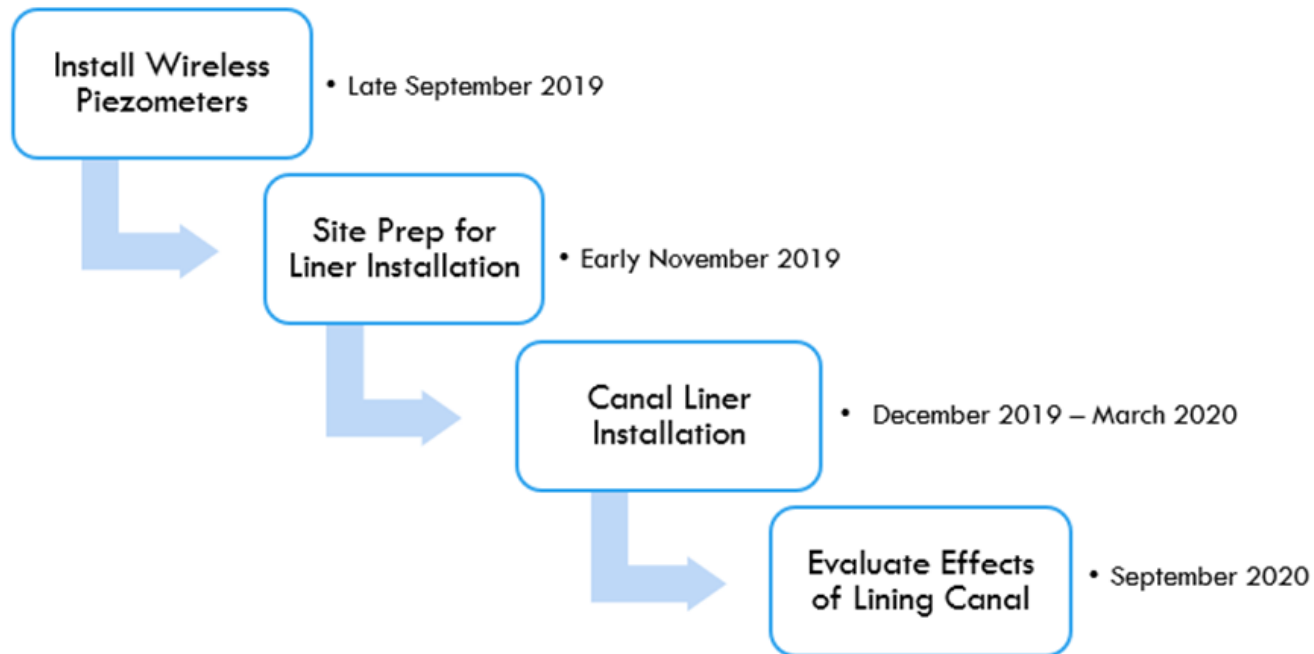 Install Wireless
Piezometers
• Late September 2019
Site Prep for
Liner Installation
• Early November 2019
Canal Liner
Installation
• December 2019 – March 2020
Evaluate Effects
of Lining Canal
• September 2020